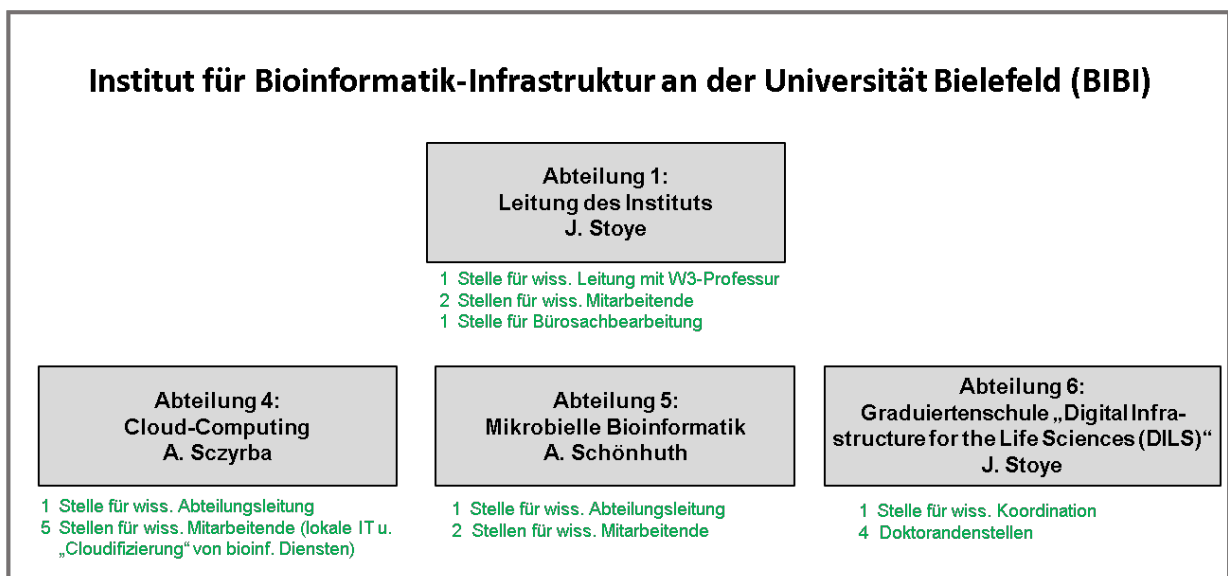 Institut für Bioinformatik-Infrastruktur an der Universität Bielefeld (BIBI)
Abteilung 1:
Leitung des Instituts
J. Stoye
1 Stelle für wiss. Leitung mit W3-Professur
2 Stellen für wiss. Mitarbeitende
1 Stelle für Bürosachbearbeitung
Abteilung 4:
Cloud-Computing
A. Sczyrba
1 Stelle für wiss. Abteilungsleitung
5 Stellen für wiss. Mitarbeitende (lokale IT u.
„Cloudifizierung“ von bioinf. Diensten)
Abteilung 5:
Mikrobielle Bioinformatik
A. Schönhuth
1 Stelle für wiss. Abteilungsleitung
2 Stellen für wiss. Mitarbeitende
Abteilung 6:
Graduiertenschule „Digital Infra-
structure for the Life Sciences (DILS)“
J. Stoye
1 Stelle für wiss. Koordination
4 Doktorandenstellen